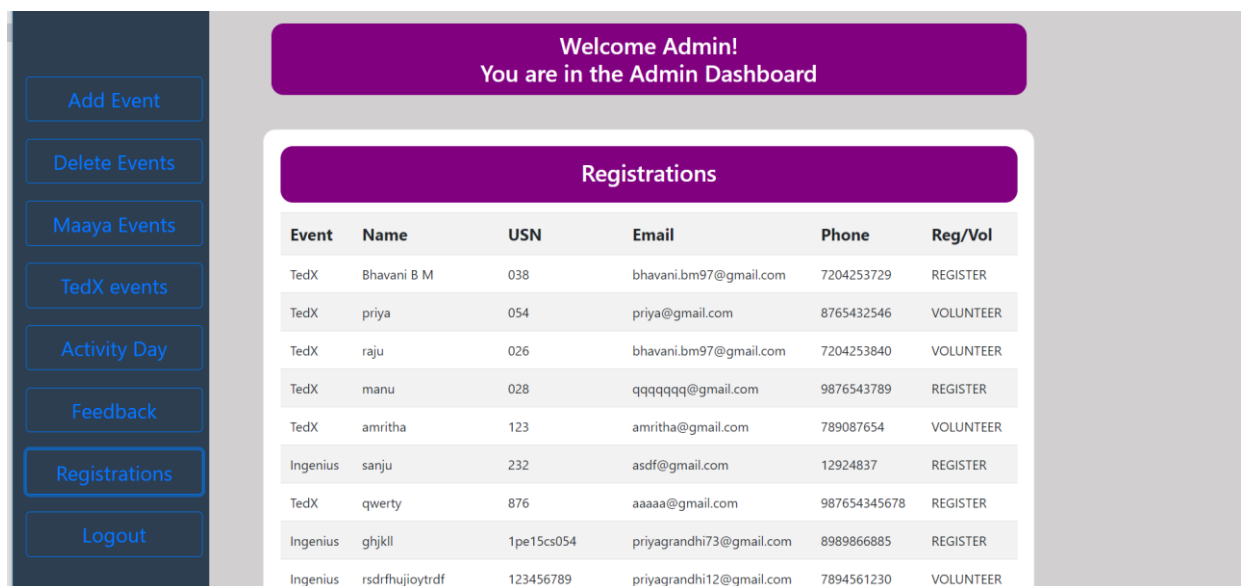 Welcome Admin!
You are in the Admin Dashboard
Add Event
Delete Events
Maaya Events
TedX events
Activity Day
Feedback
Registrations
Logout
Registrations
Event Name USN Email Phone Reg/Vol
TedX Bhavani B M 038 bhavani.bm97@gmail.com 7204253729 REGISTER
TedX priya 054 priya@gmail.com 8765432546 VOLUNTEER
TedX raju 026 bhavani.bm97@gmail.com 7204253840 VOLUNTEER
TedX manu 028 qqqqqqq@gmail.com 9876543789 REGISTER
TedX amritha 123 amritha@gmail.com 789087654 VOLUNTEER
Ingenius sanju 232 asdf@gmail.com 12924837 REGISTER
TedX qwerty 876 aaaaa@gmail.com 987654345678 REGISTER
Ingenius ghjkll 1pe15cs054 priyagrandhi73@gmail.com 8989866885 REGISTER
Ingenius rsdrfhujioytrdf 123456789 priyagrandhi12@gmail.com 7894561230 VOLUNTEER